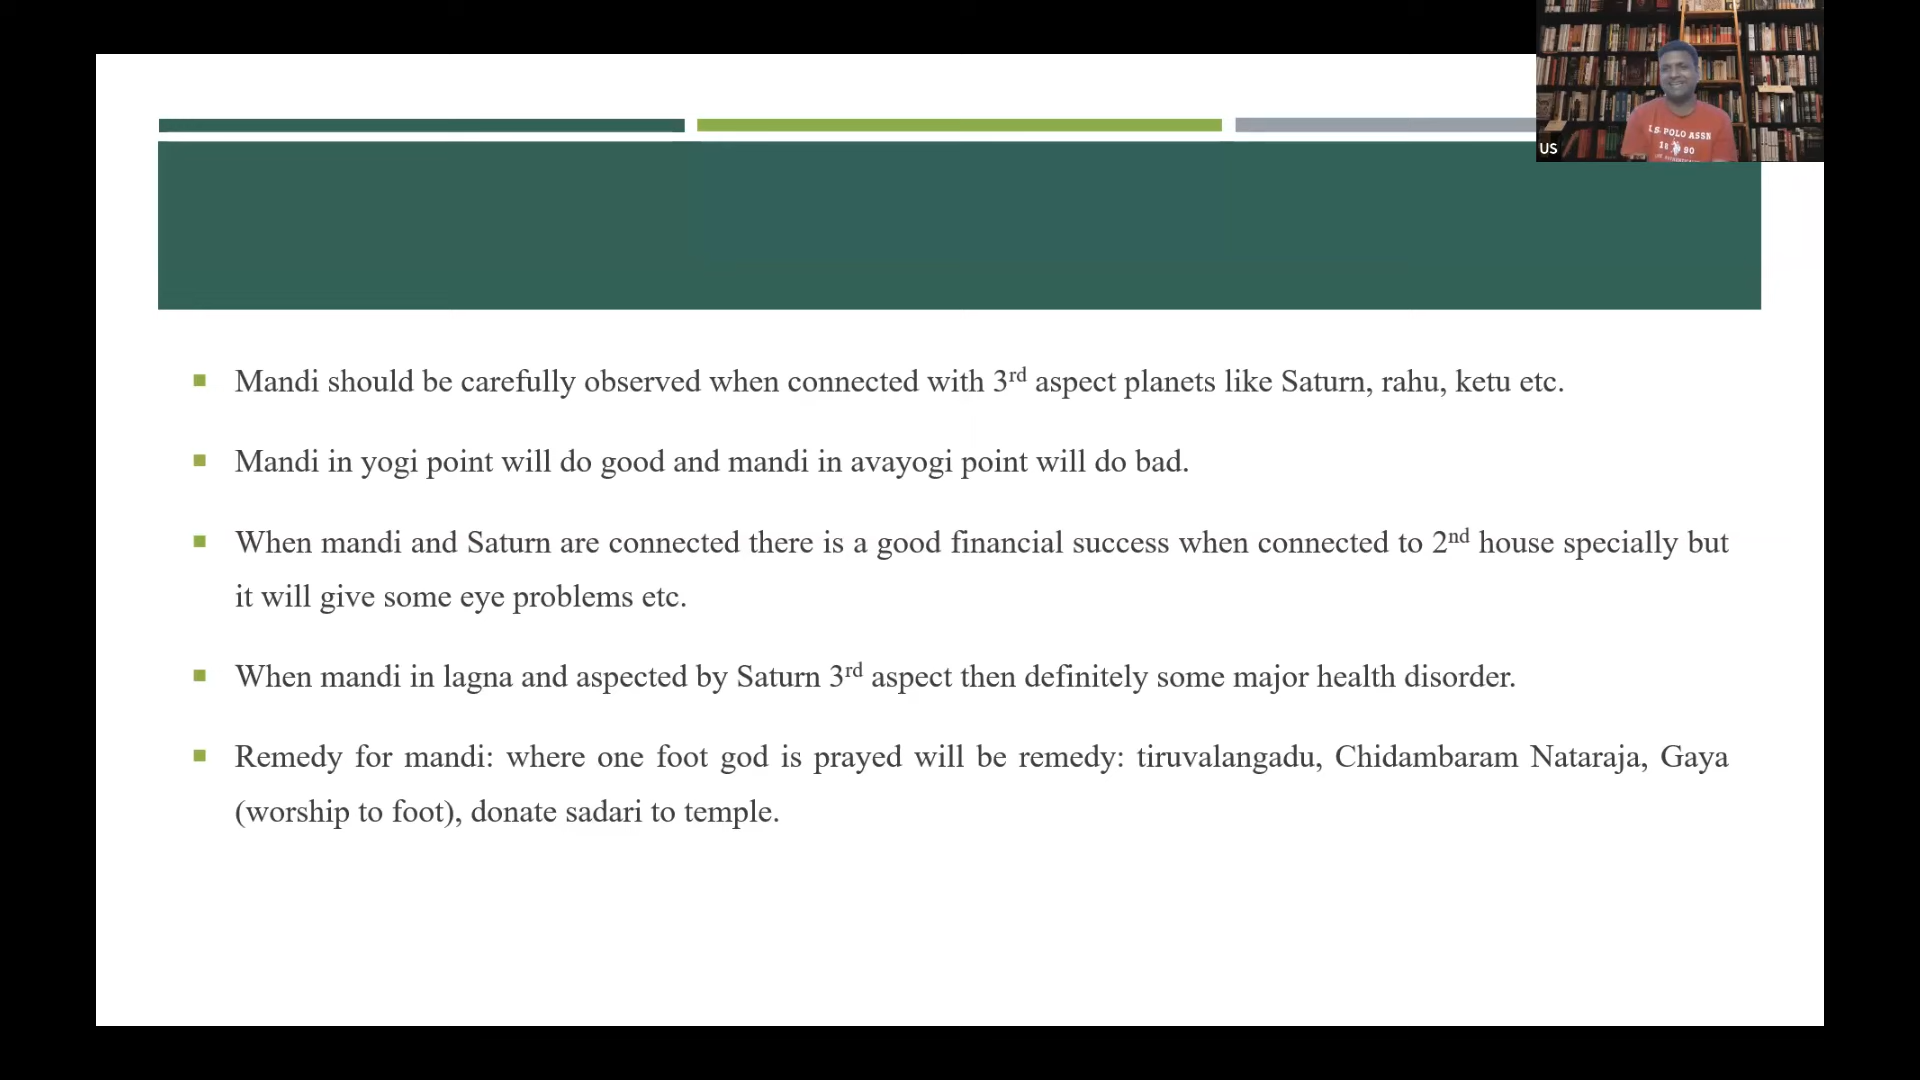 U.S. POLO ASSN
18 90
US
Mandi should be carefully observed when connected with 3rd aspect planets like Saturn, rahu, ketu etc.
Mandi in yogi point will do good and mandi in avayogi point will do bad.
When mandi and Saturn are connected there is a good financial success when connected to 2nd house specially but
it will give some eye problems etc.
When mandi in lagna and aspected by Saturn 3rd aspect then definitely some major health disorder.
Remedy for mandi: where one foot god is prayed will be remedy: tiruvalangadu, Chidambaram Nataraja, Gaya
(worship to foot), donate sadari to temple.